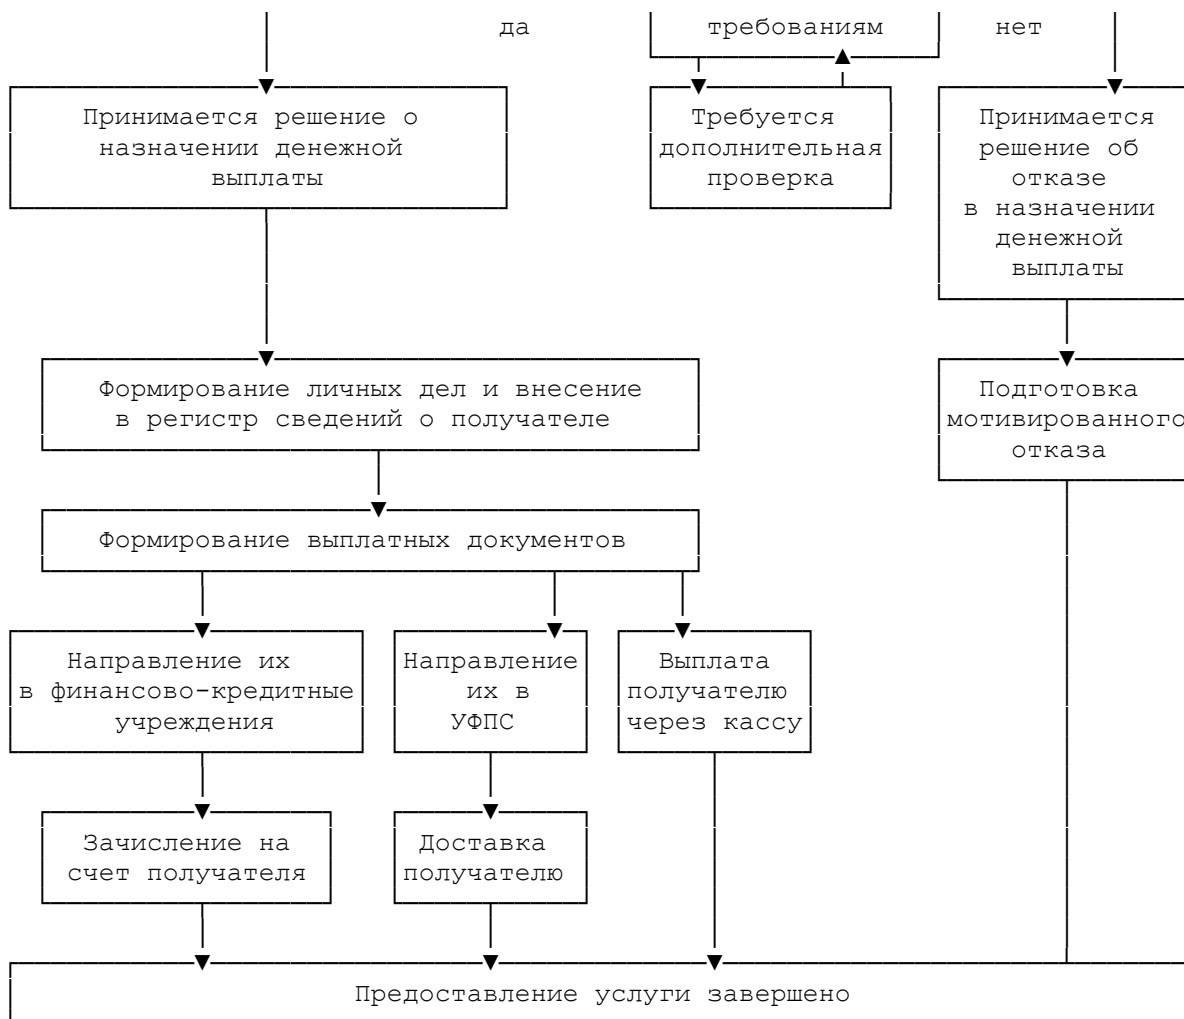 да
требованиям
нет
Принимается решение о
назначении денежной
выплаты
Требуется
дополнительная
проверка
Принимается
решение об
отказе
в назначении
денежной
выплаты
Формирование личных дел и внесение
в регистр сведений о получателе
Подготовка
мотивированного
отказа
Формирование выплатных документов
Направление их
в финансово-кредитные
учреждения
Направление
их в
УФПС
Выплата
получателю
через кассу
Зачисление на
счет получателя
Доставка
получателю
Предоставление услуги завершено